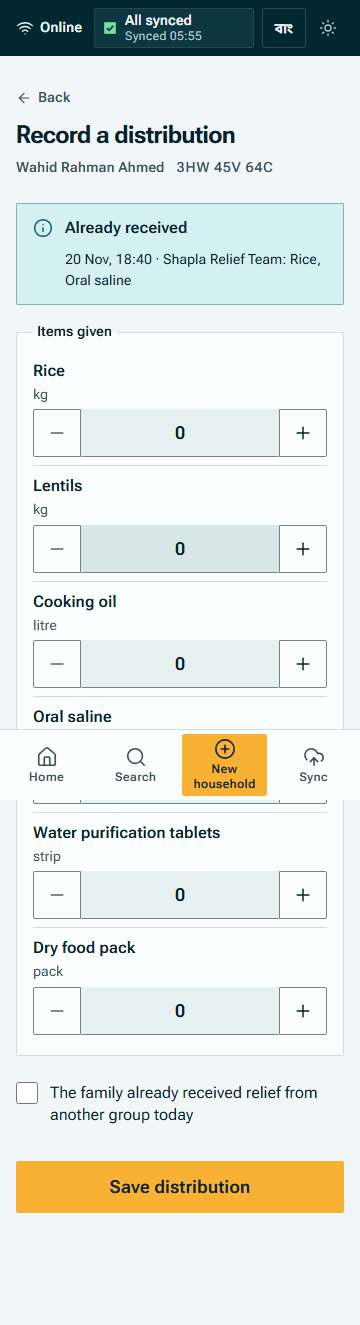 Online
All synced
Synced 05:55
বাং
Back
Record a distribution
Wahid Rahman Ahmed 3HW 45V 64C
Already received
20 Nov, 18:40 · Shapla Relief Team: Rice,
Oral saline
Items given
Rice
kg
0
Lentils
kg
0
Cooking oil
litre
0
Oral saline
Home
Search
New
household
Sync
Water purification tablets
strip
0
Dry food pack
pack
0
The family already received relief from
another group today
Save distribution